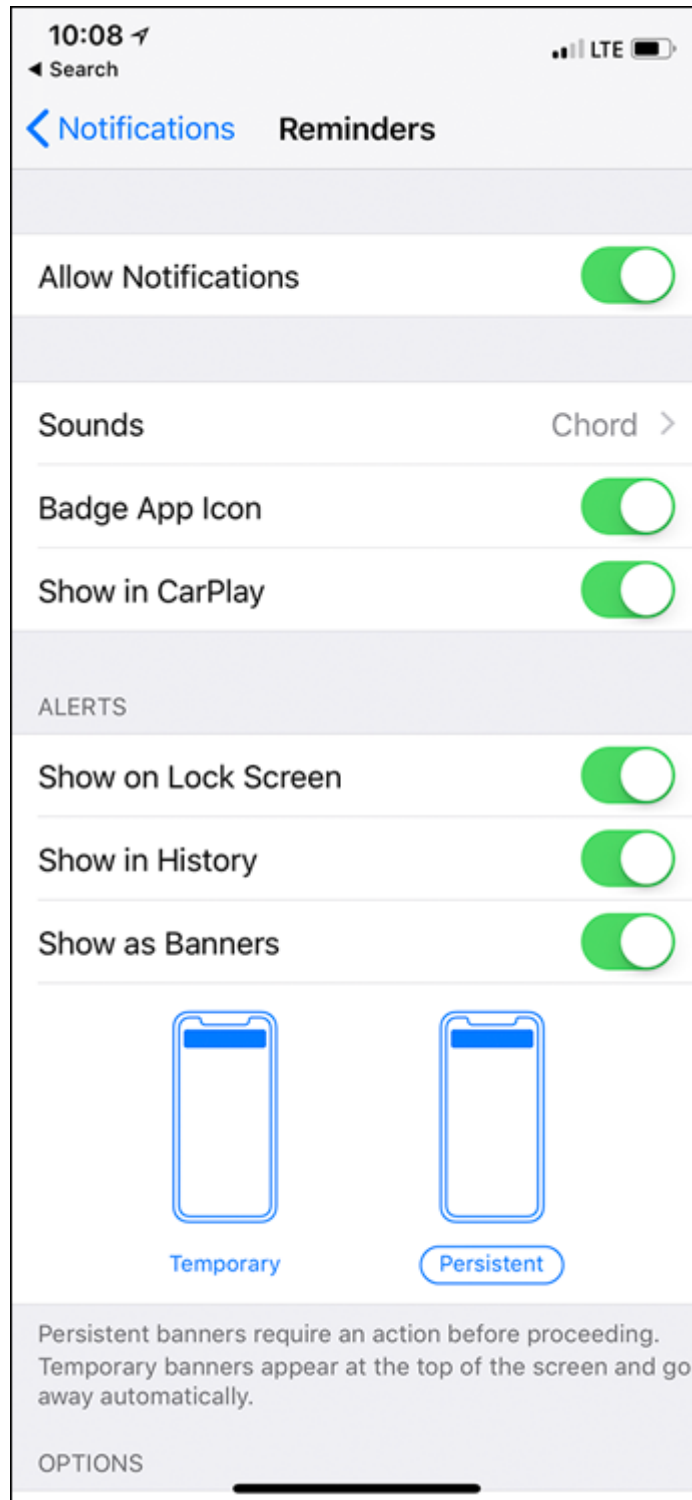 10:08
Search
LTE
Notifications
Reminders
Allow Notifications
Sounds
Chord
Badge App Icon
Show in CarPlay
ALERTS
Show on Lock Screen
Show in History
Show as Banners
Temporary
Persistent
Persistent banners require an action before proceeding.
Temporary banners appear at the top of the screen and go
away automatically.
OPTIONS